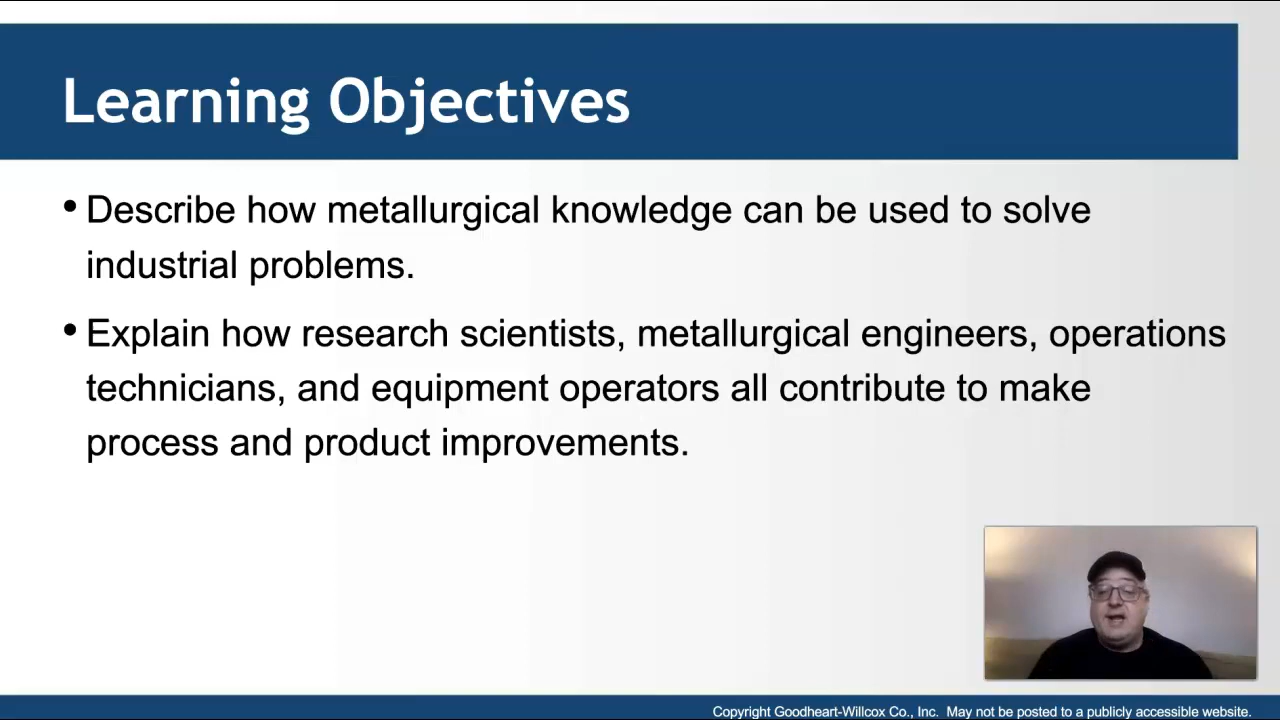 Learning Objectives
• Describe how metallurgical knowledge can be used to solve
industrial problems.
• Explain how research scientists, metallurgical engineers, operations
technicians, and equipment operators all contribute to make
process and product improvements.
Copyright Goodheart-Willcox Co., Inc. May not be posted to a publicly accessible website.